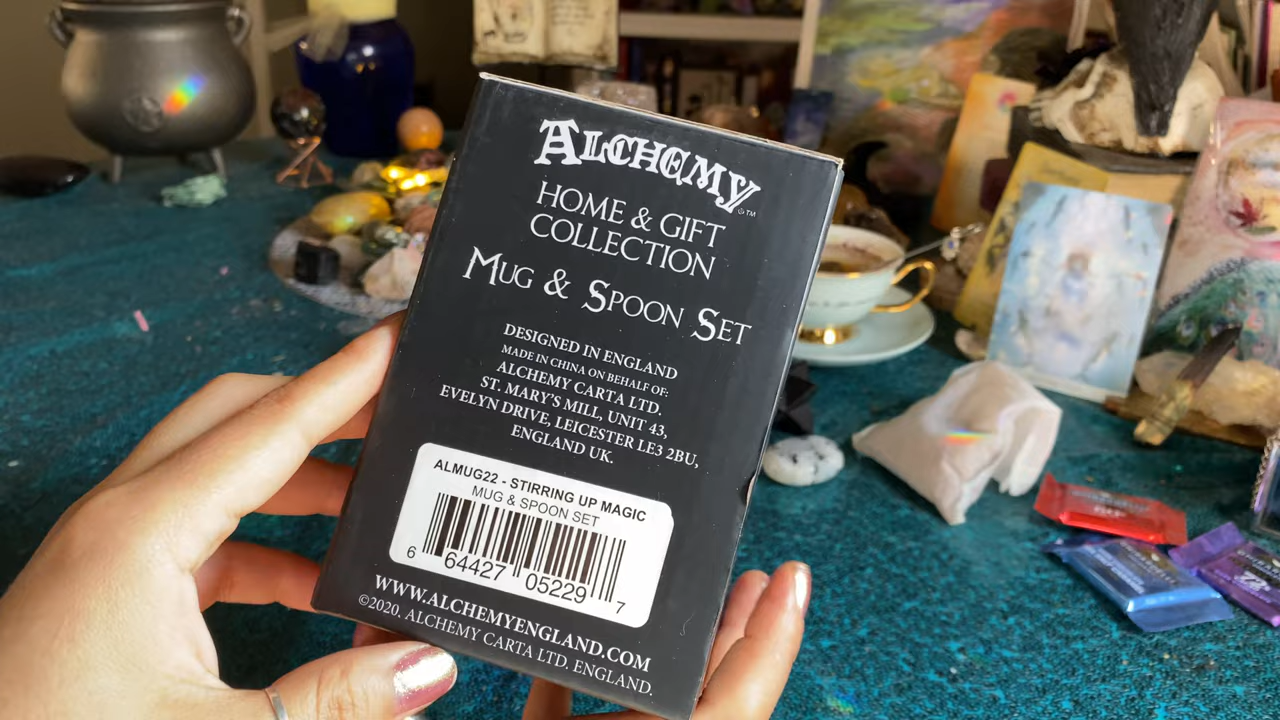 ALCHEMY™
HOME & GIFT
COLLECTION
MUG & SPOON SET
DESIGNED IN ENGLAND
MADE IN CHINA ON BEHALF OF:
ALCHEMY CARTA LTD.
ST. MARY'S MILL, UNIT 43,
EVELYN DRIVE, LEICESTER LE3 2BU,
ENGLAND UK.
ALMUG22 - STIRRING UP MAGIC
MUG & SPOON SET
6 64427 05229 7
WWW.ALCHEMYENGLAND.COM
©2020, ALCHEMY CARTA LTD. ENGLAND.